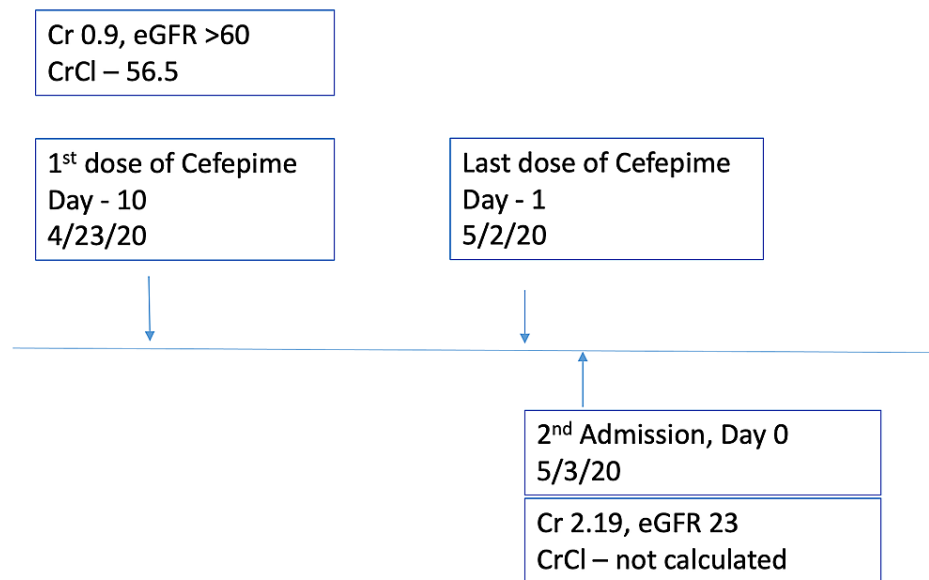 Cr 0.9, eGFR >60
CrCl – 56.5
1st dose of Cefepime
Day - 10
4/23/20
Last dose of Cefepime
Day - 1
5/2/20
2nd Admission, Day 0
5/3/20
Cr 2.19, eGFR 23
CrCl – not calculated